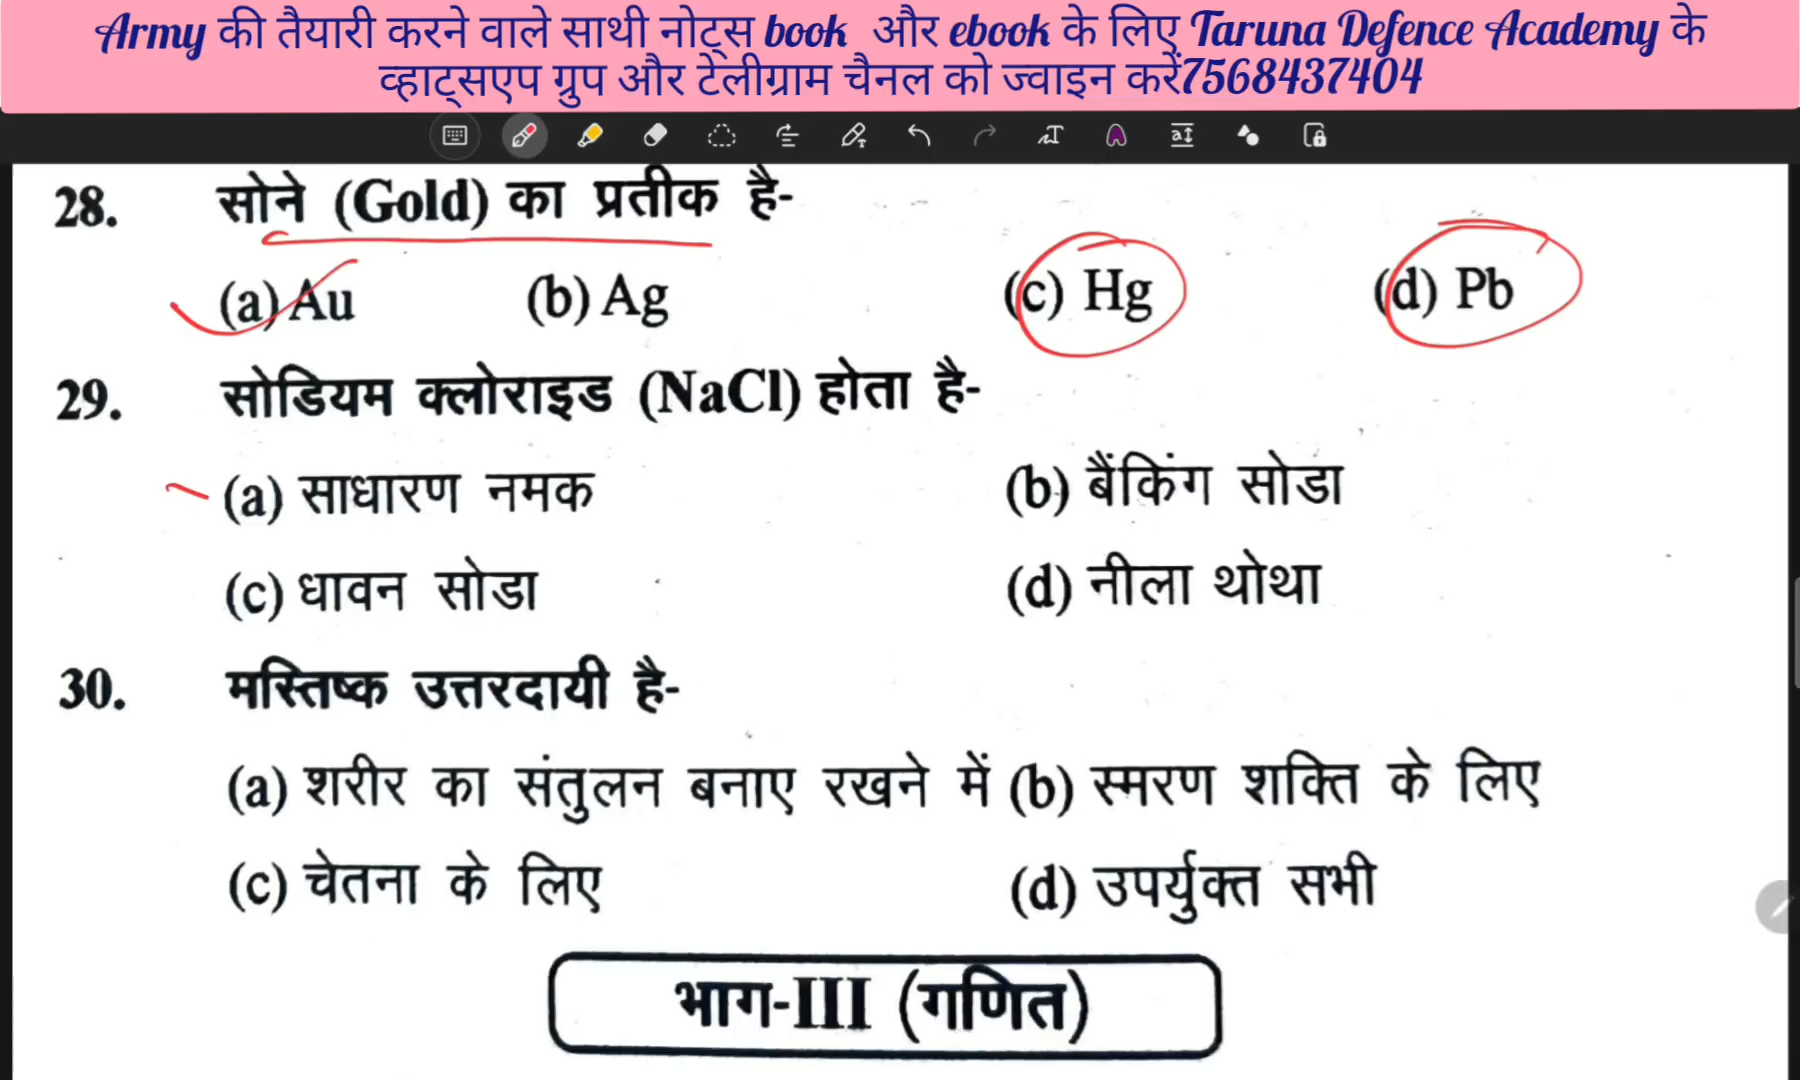 Army की तैयारी करने वाले साथी नोट्स book और ebook के लिए Taruna Defence Academy के
व्हाट्सएप ग्रुप और टेलीग्राम चैनल को ज्वाइन करें7568437404
28. सोने (Gold) का प्रतीक है-
(a) Au (b) Ag (c) Hg (d) Pb
29. सोडियम क्लोराइड (NaCl) होता है-
(a) साधारण नमक (b) बैंकिंग सोडा
(c) धावन सोडा (d) नीला थोथा
30. मस्तिष्क उत्तरदायी है-
(a) शरीर का संतुलन बनाए रखने में (b) स्मरण शक्ति के लिए
(c) चेतना के लिए (d) उपर्युक्त सभी
भाग-III (गणित)